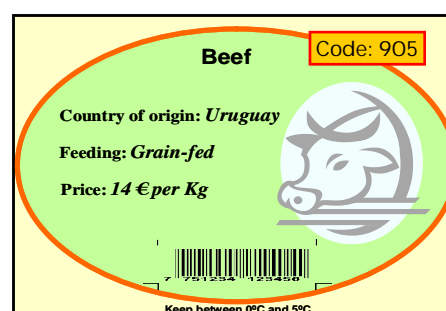 Beef
Code: 905
Country of origin: Uruguay
Feeding: Grain-fed
Price: 14 € per Kg
7 751234 123456
Keep between 0ºC and 5ºC